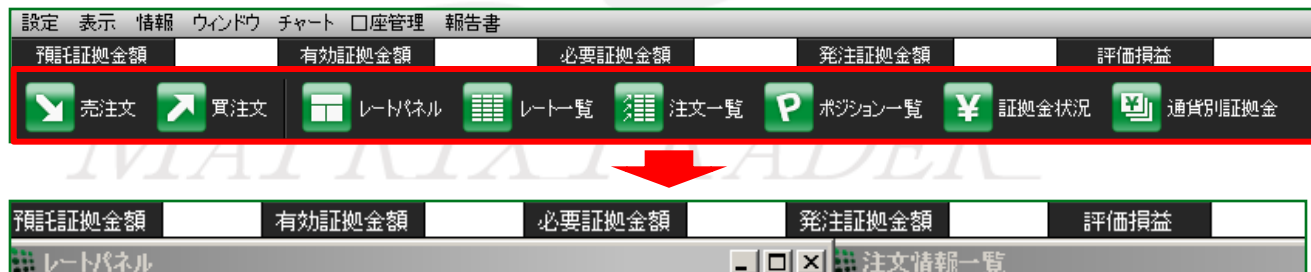 設定 表示 情報 ウィンドウ チャート 口座管理 報告書
預託証拠金額 有効証拠金額 必要証拠金額 発注証拠金額 評価損益
売注文 買注文 レートパネル レート一覧 注文一覧 P ポジション一覧 ¥ 証拠金状況 ¥ 通貨別証拠金
MATRIX TRADER
預託証拠金額 有効証拠金額 必要証拠金額 発注証拠金額 評価損益
レートパネル 注文情報一覧